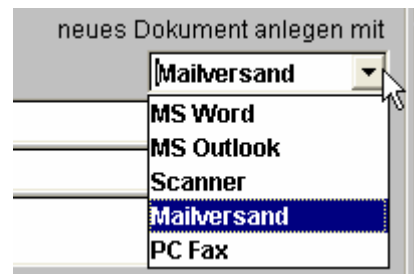 neues Dokument anlegen mit
Mailversand
MS Word
MS Outlook
Scanner
Mailversand
PC Fax